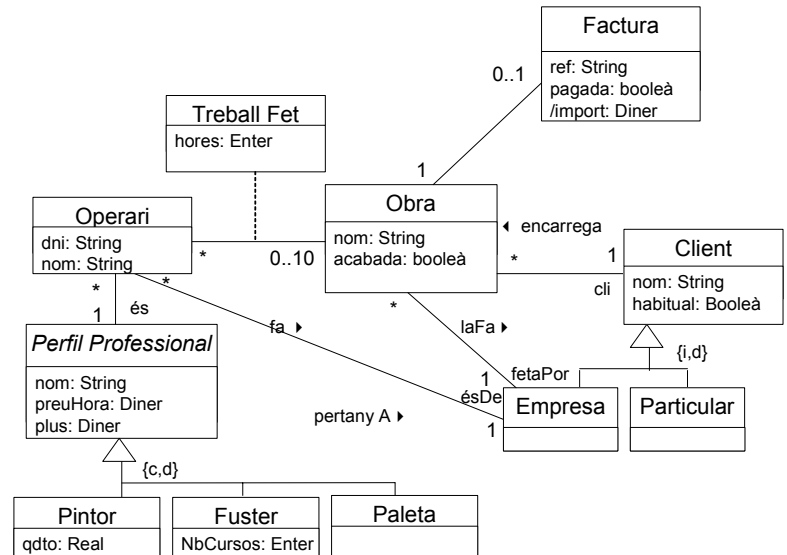 Factura
ref: String
pagada: booleà
/import: Diner
0..1
Treball Fet
hores: Enter
1
Operari
dni: String
nom: String
*
0..10
Obra
nom: String
acabada: booleà
encarrega
*
1
cli
Client
nom: String
habitual: Booleà
*
*
1
és
fa
*
laFa
{i,d}
Perfil Professional
nom: String
preuHora: Diner
plus: Diner
fetaPor
1
ésDe
1
pertany A
Empresa
Particular
{c,d}
Pintor
qdto: Real
Fuster
NbCursos: Enter
Paleta